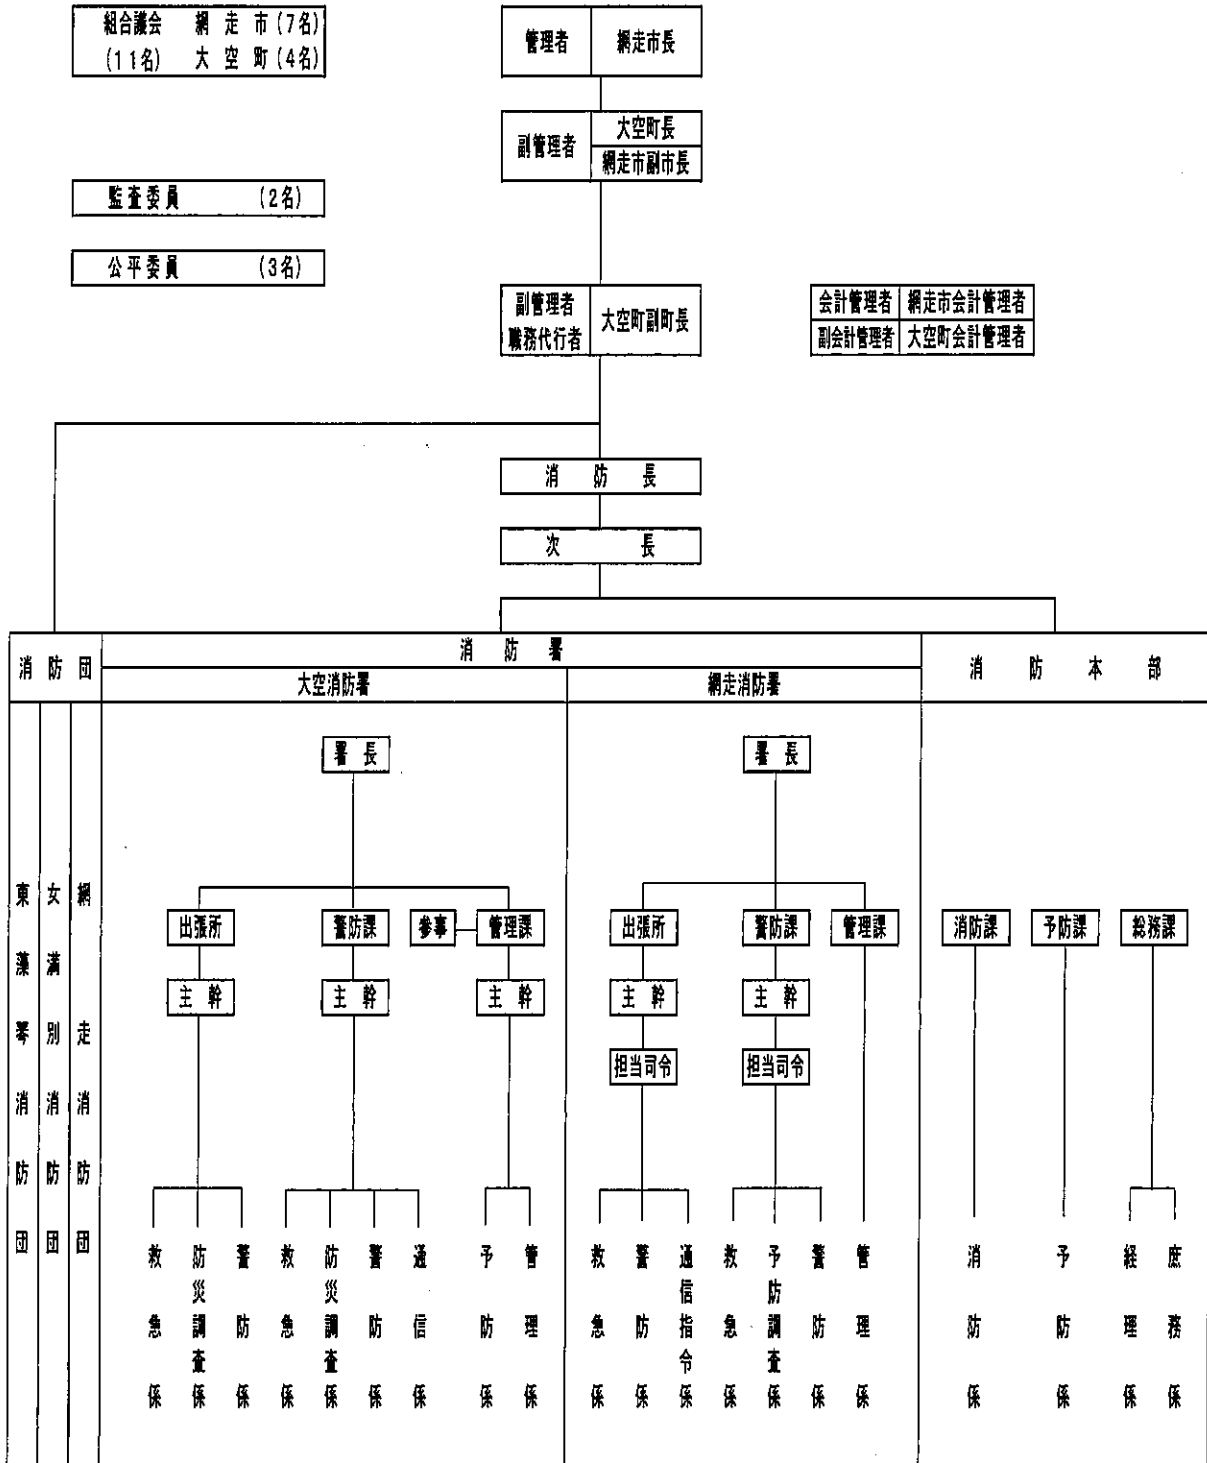 組合議会 網走市(7名)
(11名) 大空町(4名)
管理者 網走市長
副管理者 大空町長
網走市副市長
監査委員 (2名)
公平委員 (3名)
副管理者
職務代行者 大空町副町長
会計管理者 網走市会計管理者
副会計管理者 大空町会計管理者
消防長
次長
消防団
消防署
消防本部
大空消防署
網走消防署
東藻琴消防団
女満別消防団
網走消防団
署長
出張所
警防課
参事
管理課
主幹
主幹
主幹
救急係
防災調査係
警防係
救急係
防災調査係
警防係
通信係
予防係
管理係
署長
出張所
警防課
管理課
主幹
主幹
担当司令
担当司令
救急係
警防係
通信指令係
救急係
予防調査係
警防係
管理係
消防課
予防課
総務課
消防係
予防係
経理係
庶務係